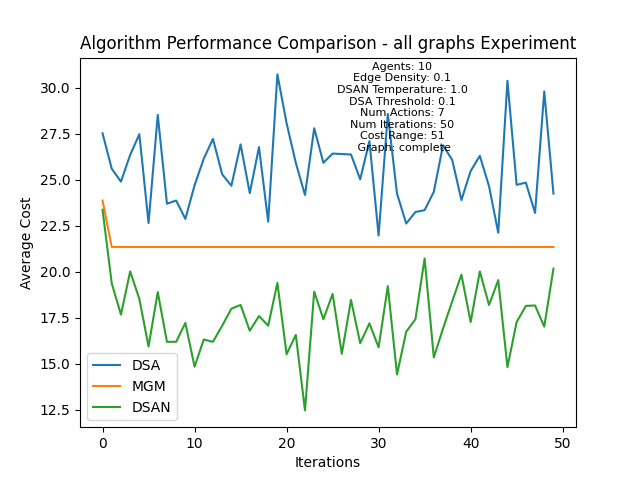 Algorithm Performance Comparison - all graphs Experiment
Agents: 10
Edge Density: 0.1
DSAN Temperature: 1.0
DSA Threshold: 0.1
Num Actions: 7
Num Iterations: 50
Cost Range: 51
Graph: complete
Average Cost
30.0
27.5
25.0
22.5
20.0
17.5
15.0
12.5
DSA
MGM
DSAN
0 10 20 30 40 50
Iterations